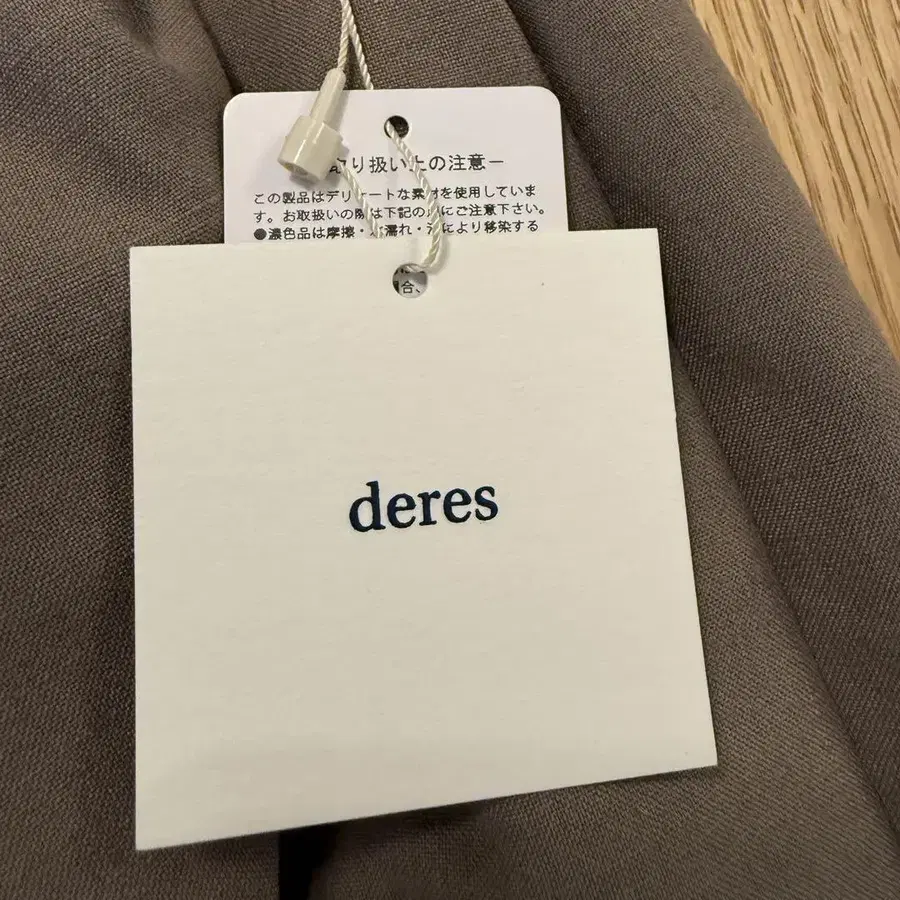 取り扱い上の注意ー
この製品はデリケートな素材を使用していま
す。お取扱いの際は下記の点にご注意下さい。
●濃色品は摩擦・水濡れ・汗により移染する
合、
deres